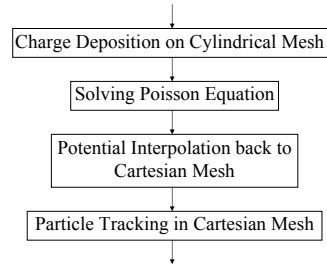 Charge Deposition on Cylindrical Mesh
Solving Poisson Equation
Potential Interpolation back to
Cartesian Mesh
Particle Tracking in Cartesian Mesh